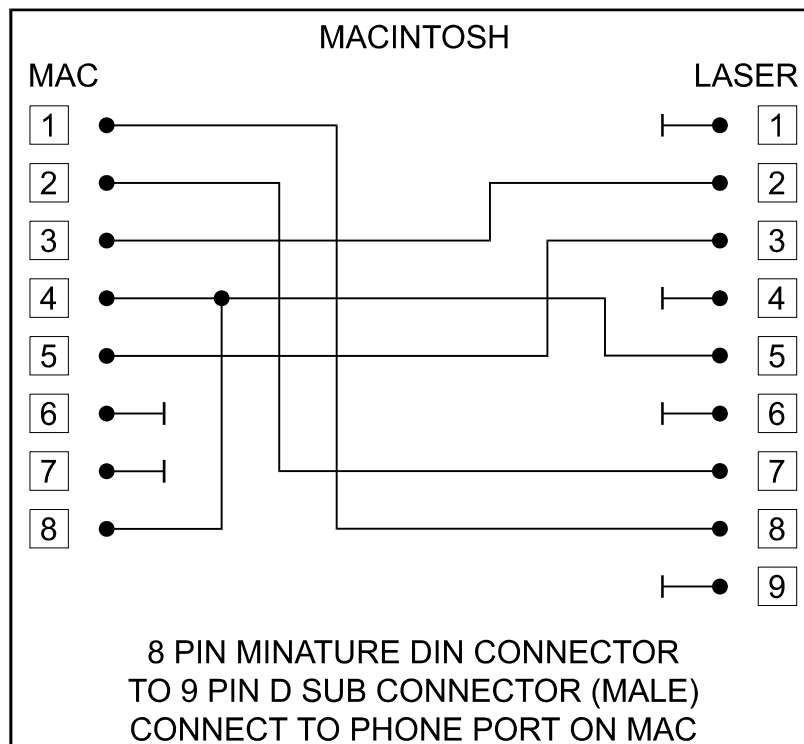 MACINTOSH
MAC LASER
1 1
2 2
3 3
4 4
5 5
6 6
7 7
8 8
9
8 PIN MINATURE DIN CONNECTOR
TO 9 PIN D SUB CONNECTOR (MALE)
CONNECT TO PHONE PORT ON MAC